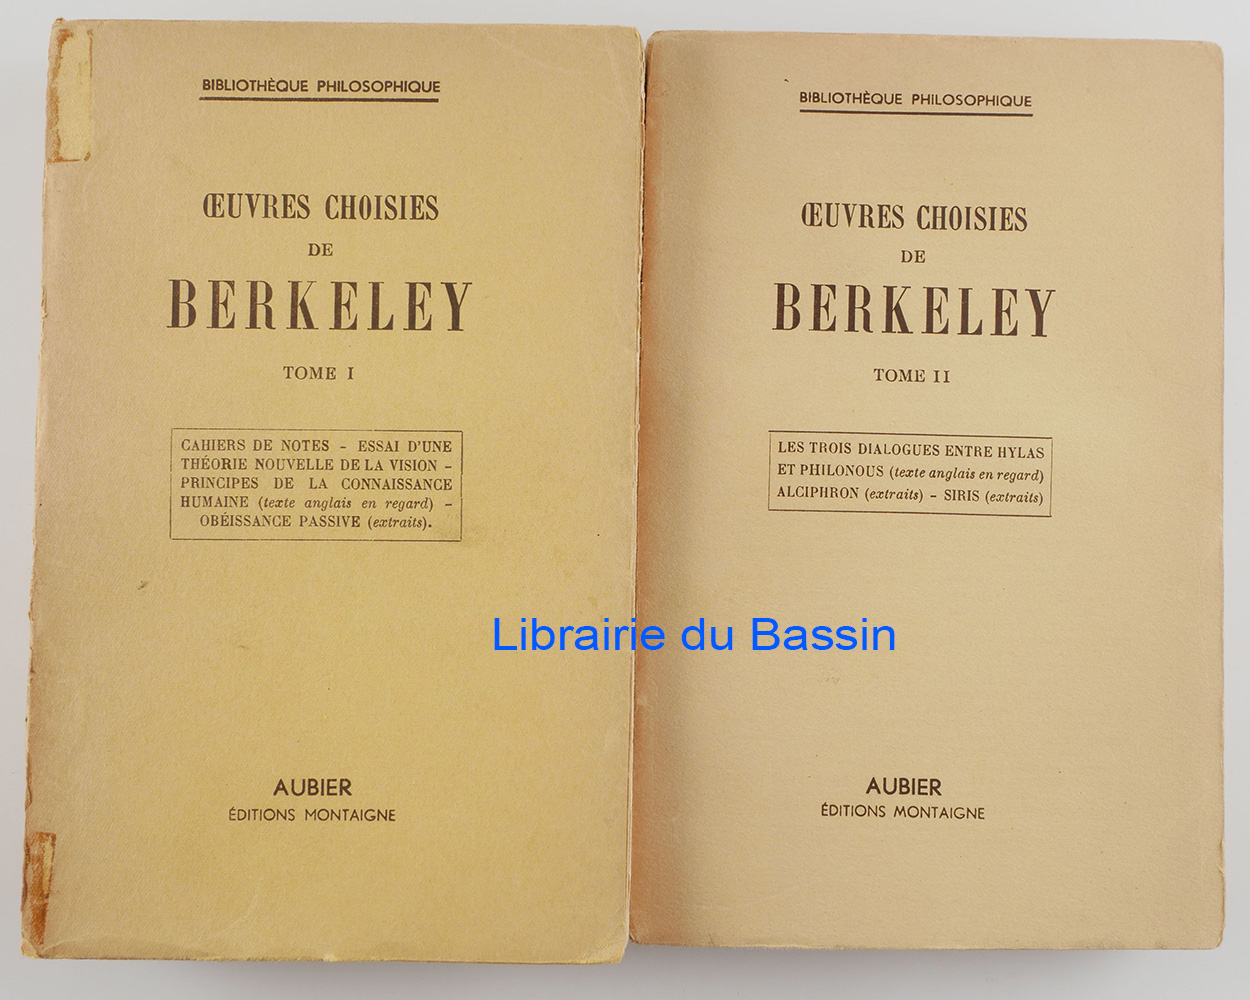 BIBLIOTHÈQUE PHILOSOPHIQUE
ŒUVRES CHOISIES
DE
BERKELEY
TOME I
CAHIERS DE NOTES – ESSAI D'UNE
THÉORIE NOUVELLE DE LA VISION –
PRINCIPES DE LA CONNAISSANCE
HUMAINE (texte anglais en regard) –
OBÉISSANCE PASSIVE (extraits).
AUBIER
ÉDITIONS MONTAIGNE
BIBLIOTHÈQUE PHILOSOPHIQUE
ŒUVRES CHOISIES
DE
BERKELEY
TOME II
LES TROIS DIALOGUES ENTRE HYLAS
ET PHILONOUS (texte anglais en regard)
ALCIPHRON (extraits) – SIRIS (extraits)
AUBIER
ÉDITIONS MONTAIGNE
Librairie du Bassin